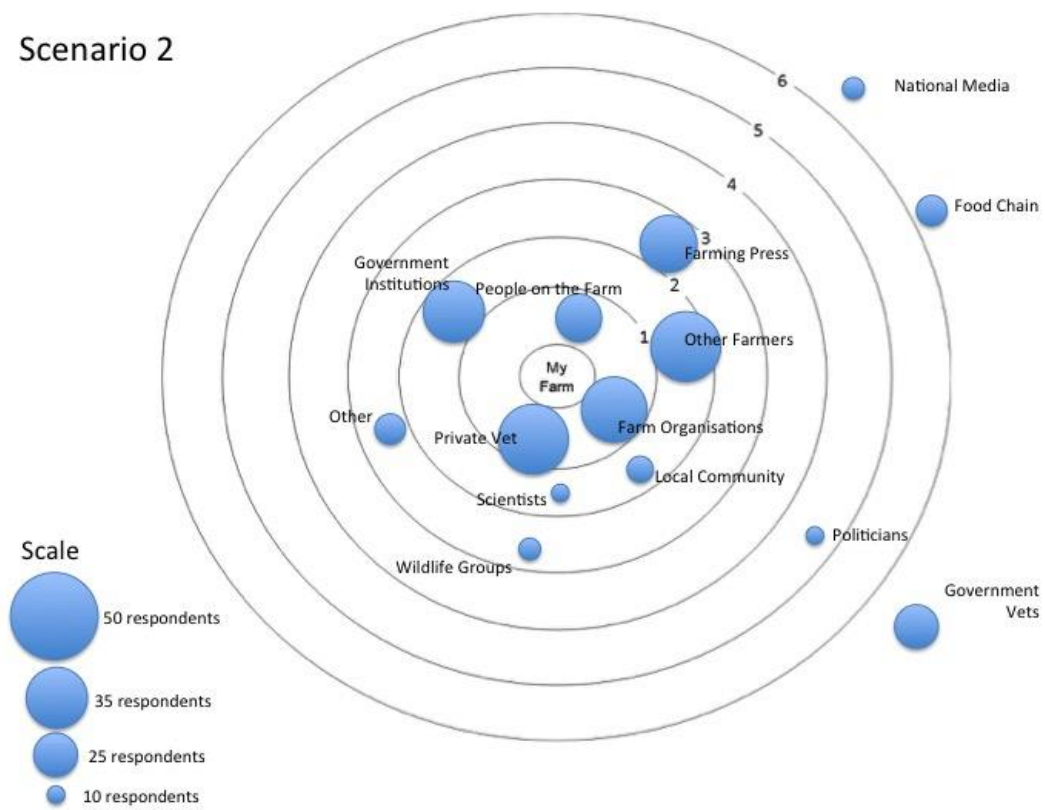 Scenario 2
6
National Media
5
4
Food Chain
3
Farming Press
Government
Institutions
People on the Farm
2
1
Other Farmers
My
Farm
Other
Private Vet
Farm Organisations
Local Community
Scientists
Politicians
Wildlife Groups
Government
Vets
Scale
50 respondents
35 respondents
25 respondents
10 respondents